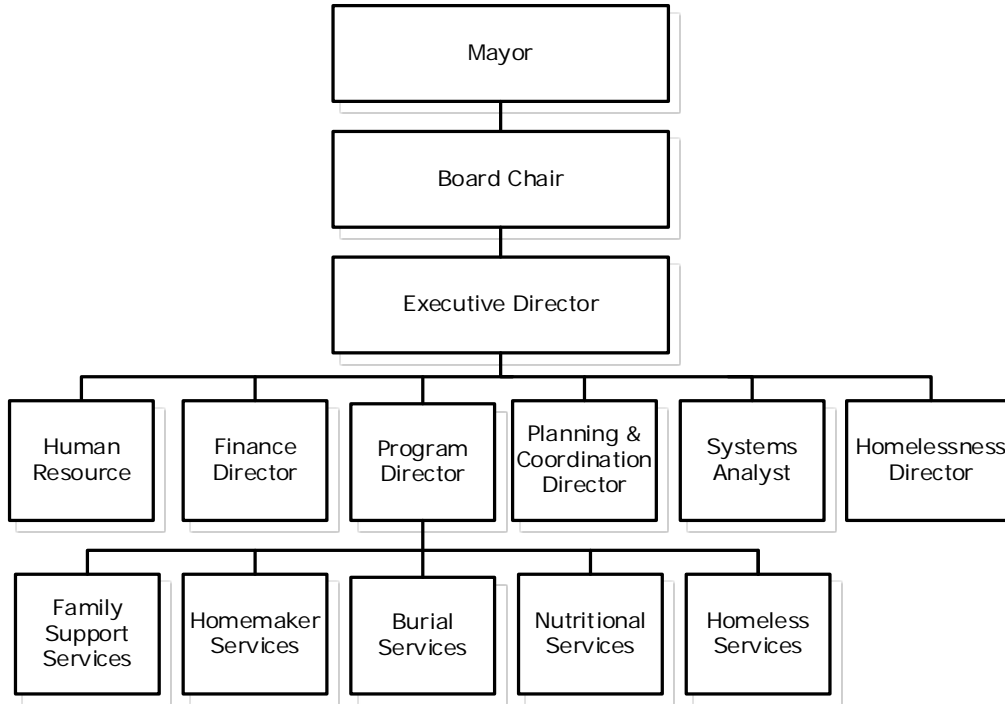 Mayor
Board Chair
Executive Director
Human
Resource
Finance
Director
Program
Director
Planning &
Coordination
Director
Systems
Analyst
Homelessness
Director
Family
Support
Services
Homemaker
Services
Burial
Services
Nutritional
Services
Homeless
Services